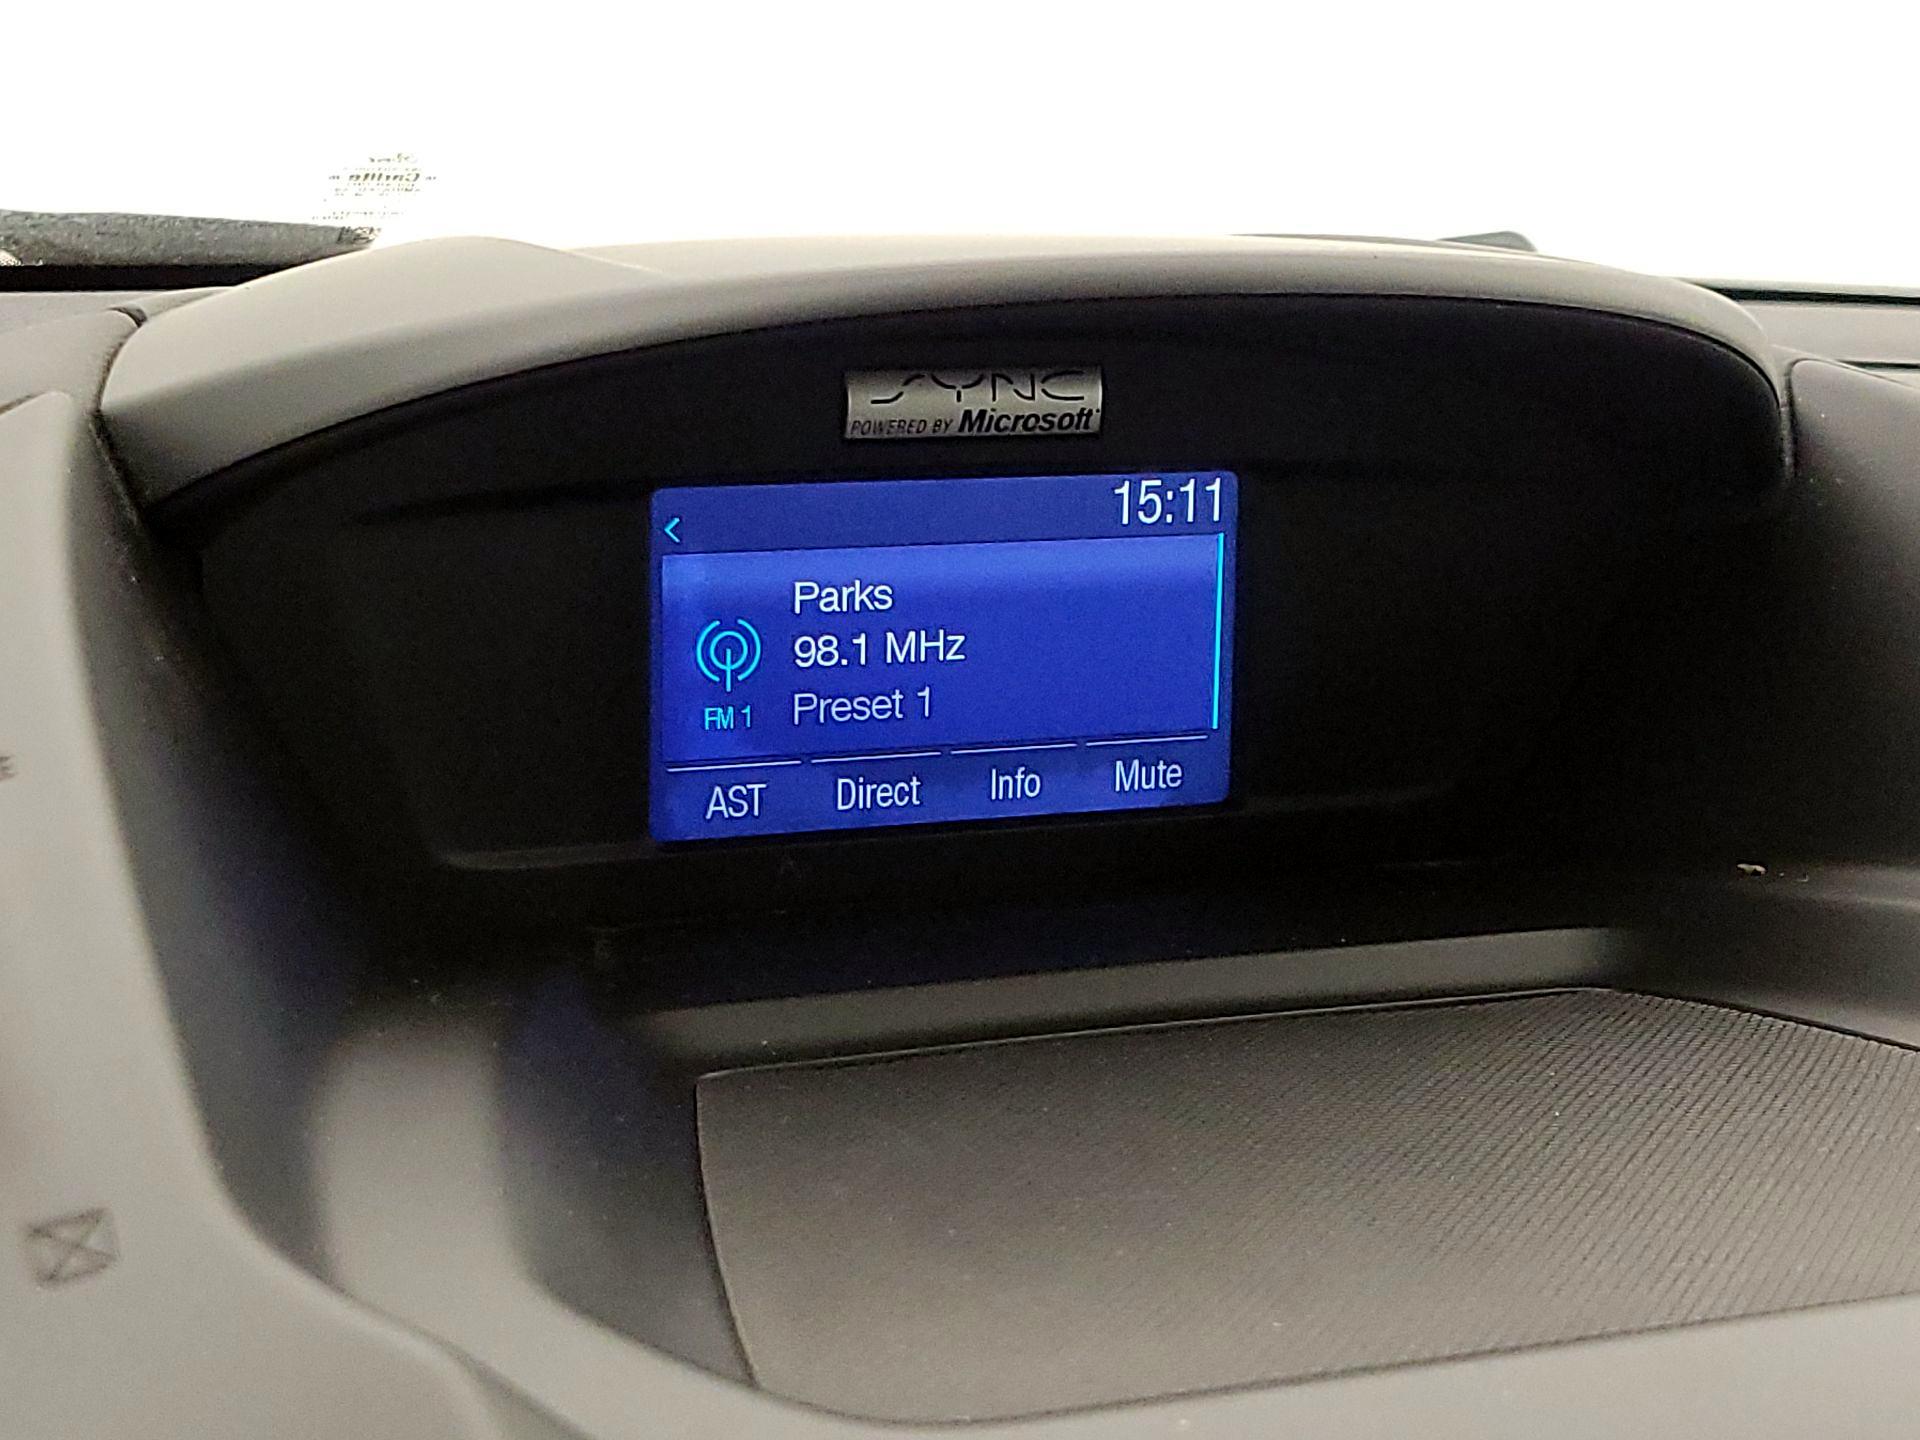 SYNC
POWERED BY Microsoft
15:11
Parks
98.1 MHz
FM 1
Preset 1
AST Direct Info Mute